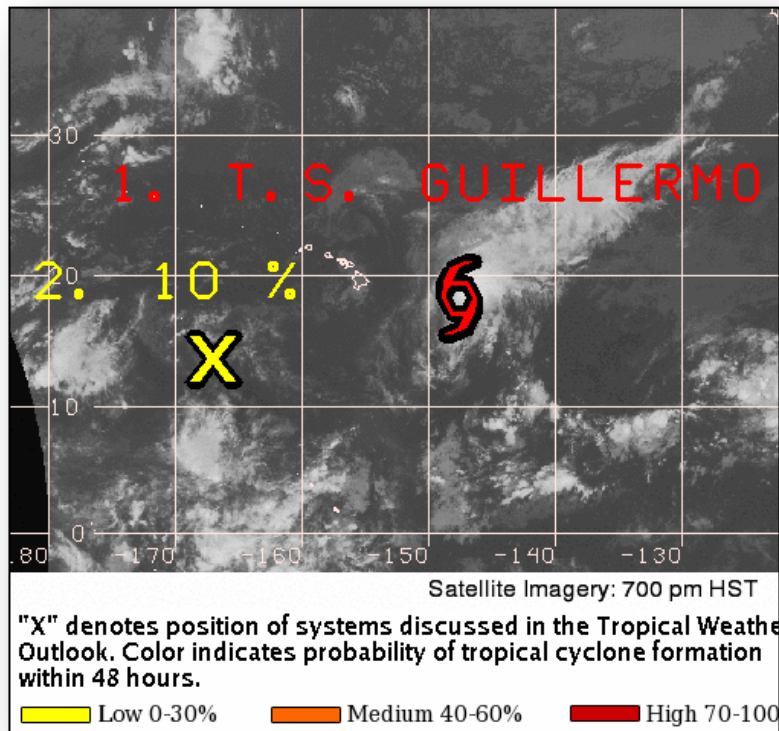 30
1. T.S. GUILLERMO
2. 10 %
20
X
10
0
.80 -170 -160 -150 -140 -130
Satellite Imagery: 700 pm HST
"X" denotes position of systems discussed in the Tropical Weathe
Outlook. Color indicates probability of tropical cyclone formation
within 48 hours.
Low 0-30% Medium 40-60% High 70-100